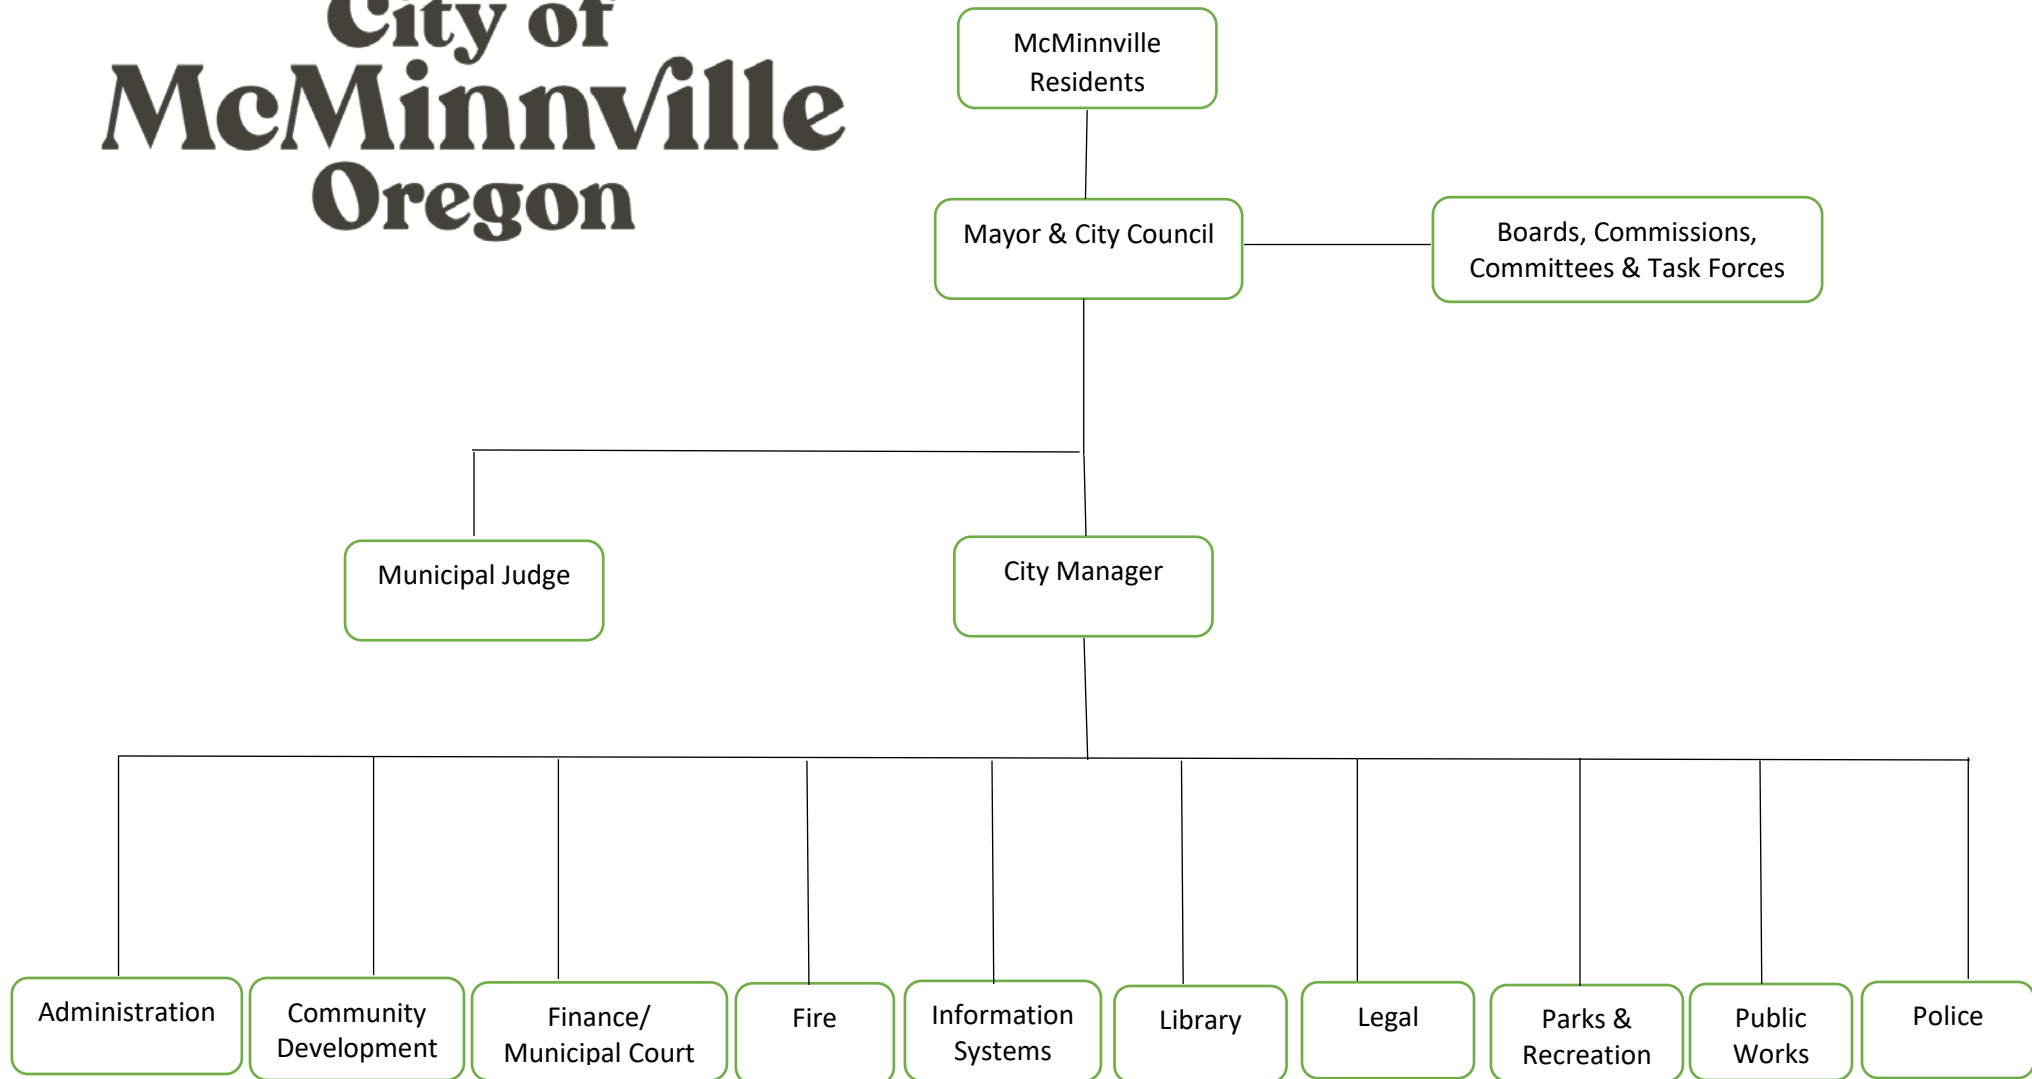 City of
McMinnville
Oregon
McMinnville
Residents
Mayor & City Council
Boards, Commissions,
Committees & Task Forces
Municipal Judge
City Manager
Administration
Community
Development
Finance/
Municipal Court
Fire
Information
Systems
Library
Legal
Parks &
Recreation
Public
Works
Police